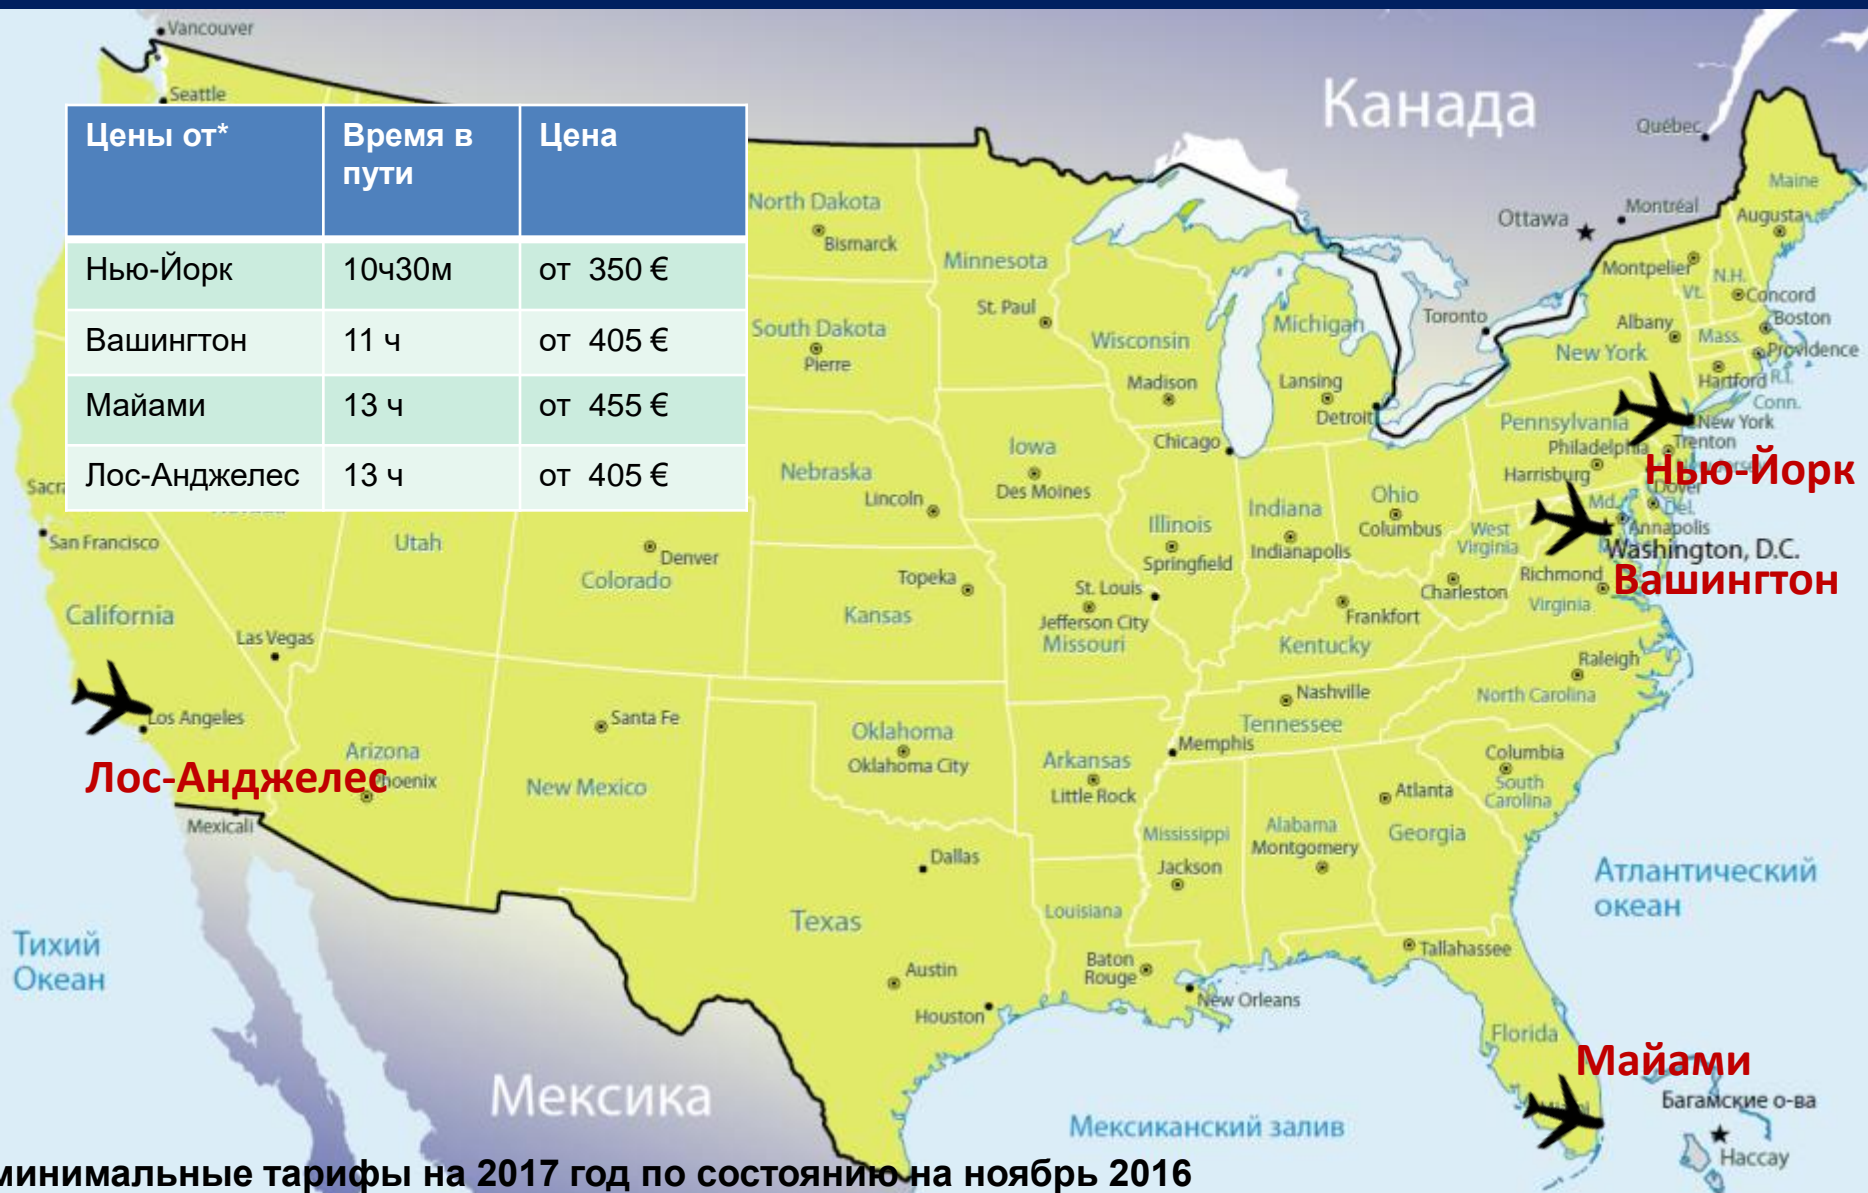 Vancouver
Seattle
Канада
Québec
Цены от*
Время в
пути
Цена
Нью-Йорк
10ч30м
от 350 €
Вашингтон
11 ч
от 405 €
Майами
13 ч
от 455 €
Лос-Анджелес
13 ч
от 405 €
North Dakota
Bismarck
Minnesota
St. Paul
South Dakota
Pierre
Wisconsin
Madison
Michigan
Lansing
Detroit
Ottawa
Montréal
Toronto
Maine
Augusta
Montpelier
Vt.
N.H.
Concord
Boston
Albany
Mass.
Providence
New York
Hartford
R.I.
Conn.
Pennsylvania
New York
Philadelphia
Trenton
Harrisburg
Нью-Йорк
Dover
Md.
Del.
Annapolis
Washington, D.C.
Вашингтон
Iowa
Des Moines
Chicago
Nebraska
Lincoln
Illinois
Springfield
Indiana
Indianapolis
Ohio
Columbus
West
Virginia
Charleston
Richmond
Virginia
San Francisco
Utah
Denver
Colorado
Topeka
Kansas
St. Louis
Jefferson City
Missouri
Frankfort
Kentucky
California
Las Vegas
Raleigh
North Carolina
Nashville
Tennessee
Memphis
Los Angeles
Лос-Анджелес
Arizona
Phoenix
Santa Fe
New Mexico
Oklahoma
Oklahoma City
Arkansas
Little Rock
Columbia
South
Carolina
Atlanta
Georgia
Alabama
Montgomery
Mississippi
Jackson
Mexicali
Dallas
Texas
Louisiana
Baton
Rouge
New Orleans
Austin
Houston
Tallahassee
Florida
Атлантический
океан
Тихий
Океан
Майами
Miami
Мексика
Мексиканский залив
Багамские о-ва
Нассау
минимальные тарифы на 2017 год по состоянию на ноябрь 2016